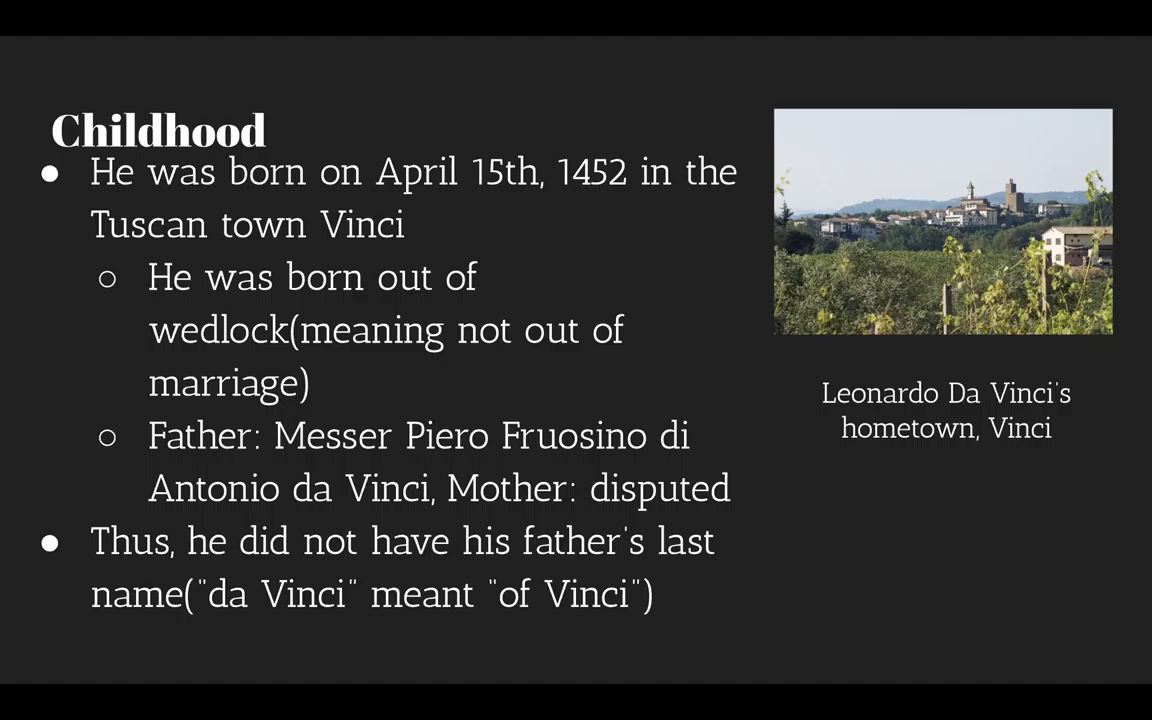 Childhood
● He was born on April 15th, 1452 in the
Tuscan town Vinci
○ He was born out of
wedlock(meaning not out of
marriage)
○ Father: Messer Piero Fruosino di
Antonio da Vinci, Mother: disputed
● Thus, he did not have his father's last
name("da Vinci" meant "of Vinci")
Leonardo Da Vinci's
hometown, Vinci